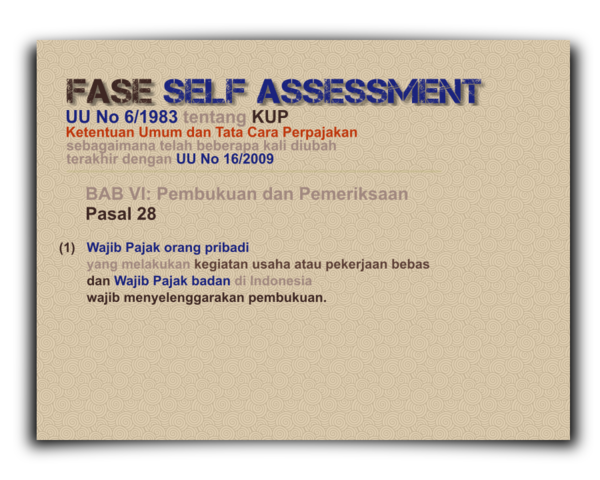 FASE SELF ASSESSMENT
UU No 6/1983 tentang KUP
Ketentuan Umum dan Tata Cara Perpajakan
sebagaimana telah beberapa kali diubah
terakhir dengan UU No 16/2009
BAB VI: Pembukuan dan Pemeriksaan
Pasal 28
(1) Wajib Pajak orang pribadi
yang melakukan kegiatan usaha atau pekerjaan bebas
dan Wajib Pajak badan di Indonesia
wajib menyelenggarakan pembukuan.